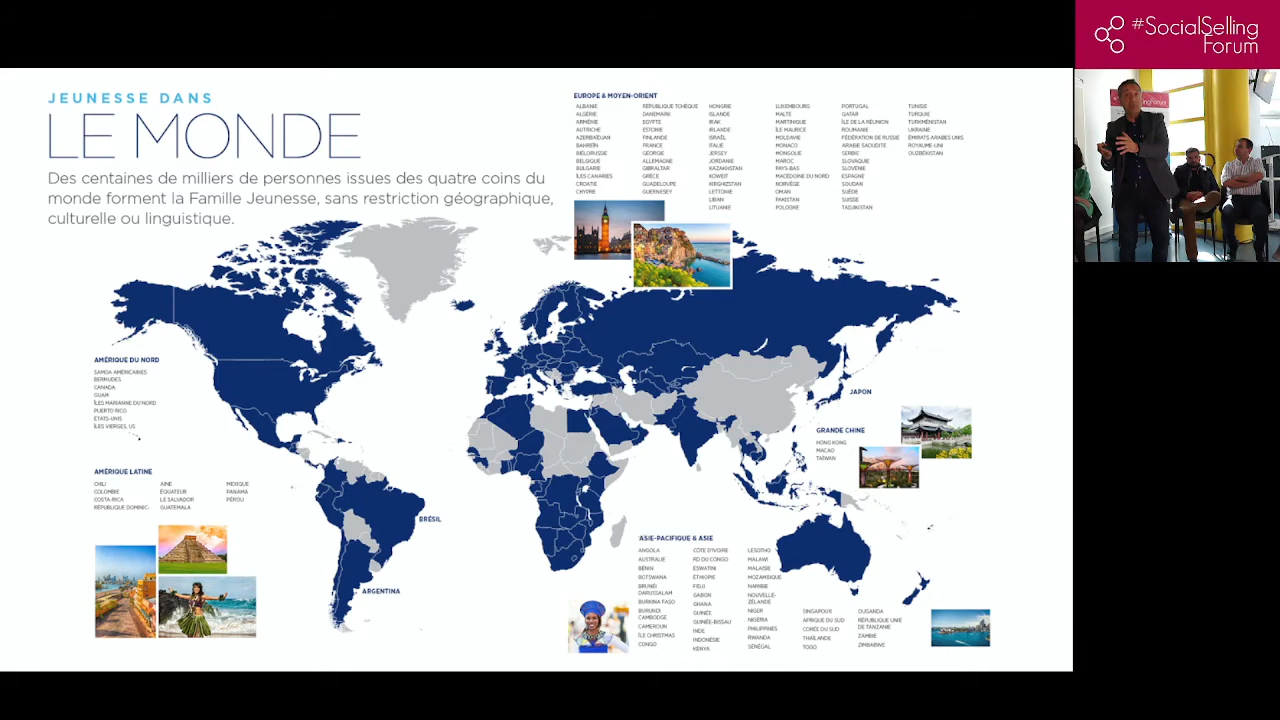 #SocialSelling
Forum
JEUNESSE DANS
LE MONDE
Des centaines de milliers de personnes issues des quatre coins du
monde forment la Famille Jeunesse, sans restriction géographique,
culturelle ou linguistique.
EUROPE & MOYEN-ORIENT
ALBANIE
ALGÉRIE
ARMÉNIE
AUTRICHE
AZERBAÏDJAN
BAHREÏN
BIÉLORUSSIE
BELGIQUE
BULGARIE
ÎLES CANARIES
CROATIE
CHYPRE
RÉPUBLIQUE TCHÈQUE
DANEMARK
EGYPTE
ESTONIE
FINLANDE
FRANCE
GÉORGIE
ALLEMAGNE
GIBRALTAR
GRÈCE
GUADELOUPE
GUERNESEY
HONGRIE
ISLANDE
IRAK
IRLANDE
ISRAËL
ITALIE
JERSEY
JORDANIE
KAZAKHSTAN
KOWEÏT
KIRGHIZSTAN
LETTONIE
LIBAN
LITUANIE
LUXEMBOURG
MALTE
MARTINIQUE
ÎLE MAURICE
MOLDAVIE
MONACO
MONGOLIE
MAROC
PAYS-BAS
MACÉDOINE DU NORD
NORVÈGE
OMAN
PAKISTAN
POLOGNE
PORTUGAL
QATAR
ÎLE DE LA RÉUNION
ROUMANIE
FÉDÉRATION DE RUSSIE
ARABIE SAOUDITE
SERBIE
SLOVAQUIE
SLOVÉNIE
ESPAGNE
SOUDAN
SUÈDE
SUISSE
TADJIKISTAN
TUNISIE
TURQUIE
TURKMÉNISTAN
UKRAINE
ÉMIRATS ARABES UNIS
ROYAUME-UNI
OUZBÉKISTAN
AMÉRIQUE DU NORD
SAMOA AMÉRICAINES
BERMUDES
CANADA
GUAM
ÎLES MARIANNE DU NORD
PUERTO RICO
ÉTATS-UNIS
ÎLES VIERGES, US
JAPON
GRANDE CHINE
HONG KONG
MACAO
TAÏWAN
AMÉRIQUE LATINE
CHILI
COLOMBIE
COSTA-RICA
RÉPUBLIQUE DOMINIC-
AINE
ÉQUATEUR
LE SALVADOR
GUATEMALA
MEXIQUE
PANAMA
PÉROU
BRÉSIL
ARGENTINA
ASIE-PACIFIQUE & ASIE
ANGOLA
AUSTRALIE
BÉNIN
BOTSWANA
BRUNÉI
DARUSSALAM
BURKINA FASO
BURUNDI
CAMBODGE
CAMEROUN
ÎLE CHRISTMAS
CONGO
CÔTE D'IVOIRE
RD DU CONGO
ESWATINI
ÉTHIOPIE
FIDJI
GABON
GHANA
GUINÉE
GUINÉE-BISSAU
INDE
INDONÉSIE
KENYA
LESOTHO
MALAWI
MALAISIE
MOZAMBIQUE
NAMIBIE
NOUVELLE-
ZÉLANDE
NIGER
NIGÉRIA
PHILIPPINES
RWANDA
SÉNÉGAL
SINGAPOUR
AFRIQUE DU SUD
CORÉE DU SUD
THAÏLANDE
TOGO
OUGANDA
RÉPUBLIQUE UNIE
DE TANZANIE
ZAMBIE
ZIMBABWE